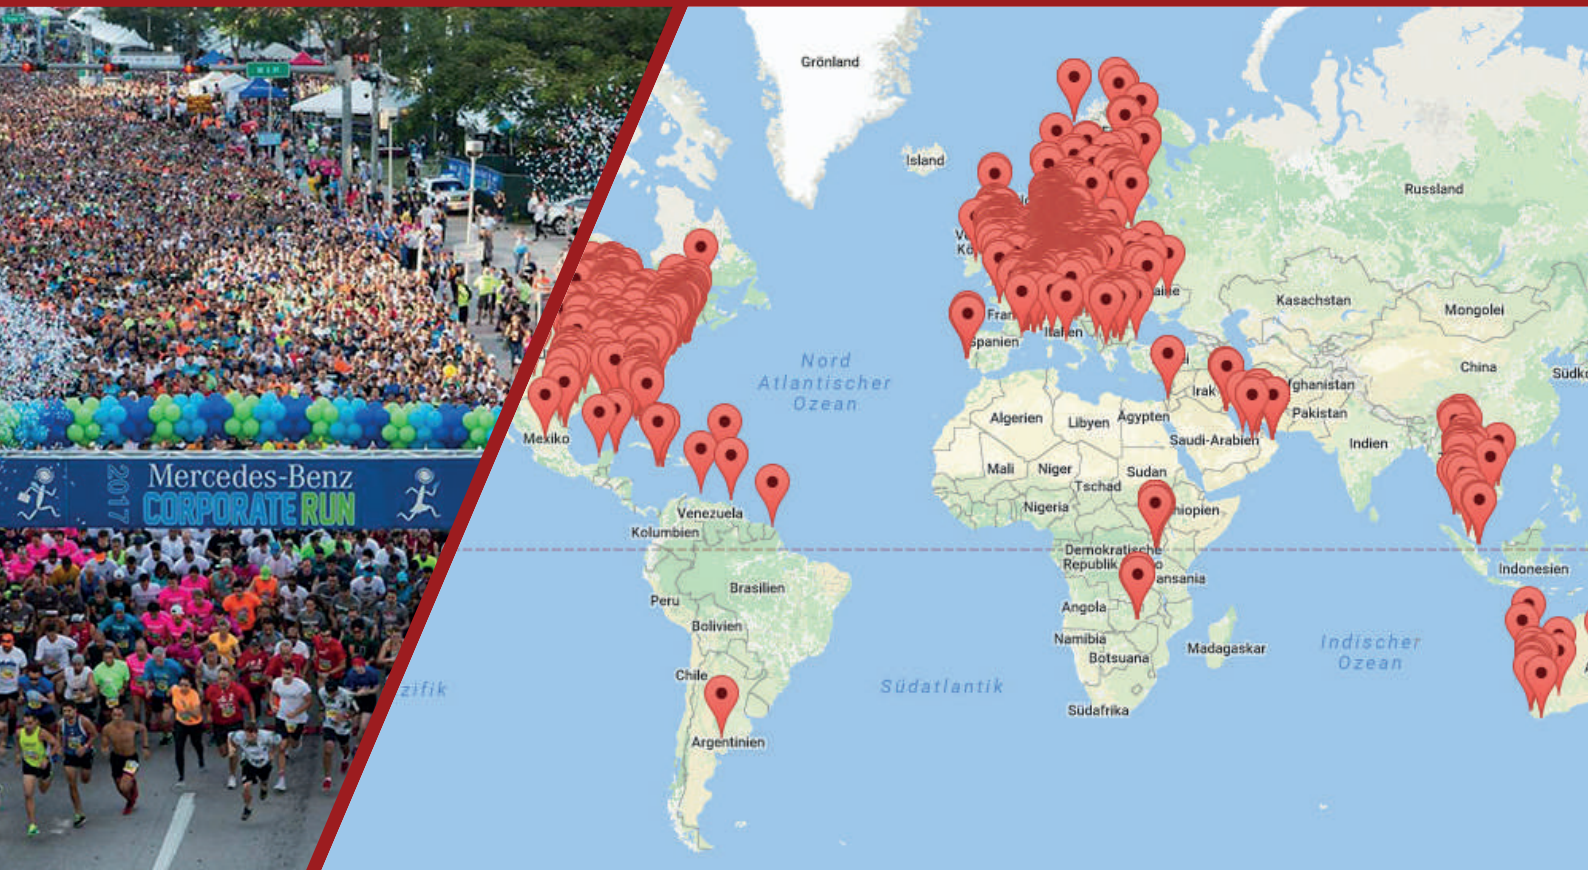 Mercedes-Benz
CORPORATE RUN
2017
Grönland
Island
Russland
Kasachstan
Mongolei
China
Spanien
Italien
Nord
Atlantischer
Ozean
Irak
Pakistan
Algerien
Libyen
Ägypten
Saudi-Arabien
Indien
Mexiko
Mali
Niger
Sudan
Tschad
Nigeria
Venezuela
Kolumbien
Demokratische
Republik
Indonesien
Brasilien
Peru
Angola
Bolivien
Namibia
Botsuana
Madagaskar
Indischer
Ozean
Chile
Südatlantik
Südafrika
Argentinien